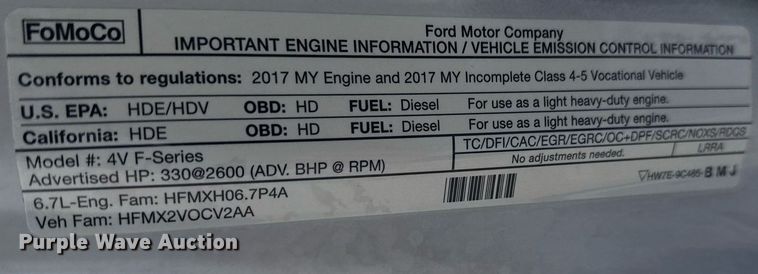 FoMoCo
Ford Motor Company
IMPORTANT ENGINE INFORMATION / VEHICLE EMISSION CONTROL INFORMATION
Conforms to regulations: 2017 MY Engine and 2017 MY Incomplete Class 4-5 Vocational Vehicle
U.S. EPA: HDE/HDV OBD: HD FUEL: Diesel For use as a light heavy-duty engine.
California: HDE OBD: HD FUEL: Diesel For use as a light heavy-duty engine.
Model #: 4V F-Series TC/DFI/CAC/EGR/EGRC/OC+DPF/SCRC/NOXS/RDQS
Advertised HP: 330@2600 (ADV. BHP @ RPM) No adjustments needed. LRRA
6.7L-Eng. Fam: HFMXH06.7P4A HW7E-9C485-BMJ
Veh Fam: HFMX2VOCV2AA
Purple Wave Auction